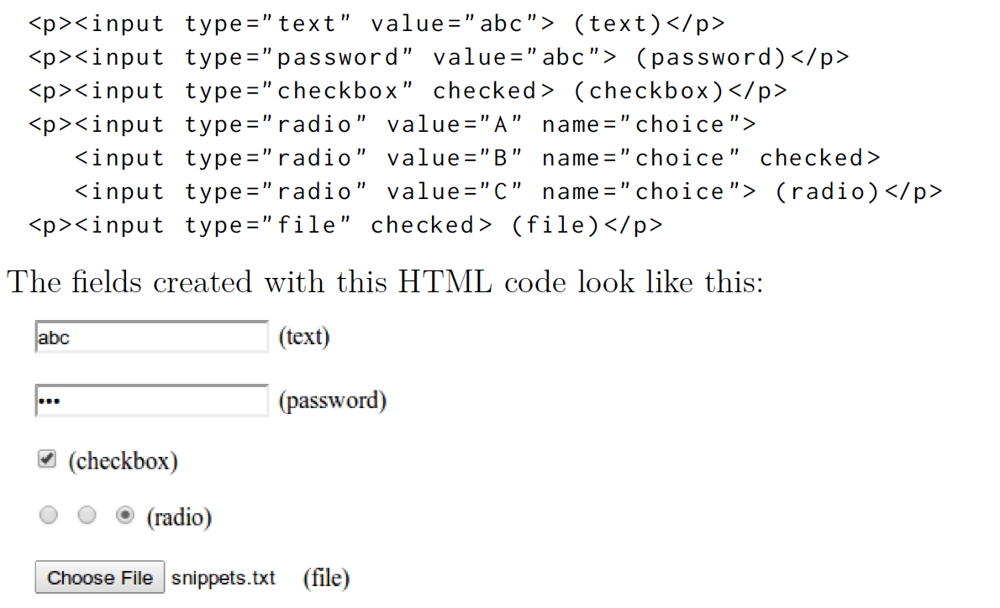 <p><input type="text" value="abc"> (text)</p>
<p><input type="password" value="abc"> (password)</p>
<p><input type="checkbox" checked> (checkbox)</p>
<p><input type="radio" value="A" name="choice">
<input type="radio" value="B" name="choice" checked>
<input type="radio" value="C" name="choice"> (radio)</p>
<p><input type="file" checked> (file)</p>
The fields created with this HTML code look like this:
abc (text)
••• (password)
(checkbox)
(radio)
Choose File snippets.txt (file)